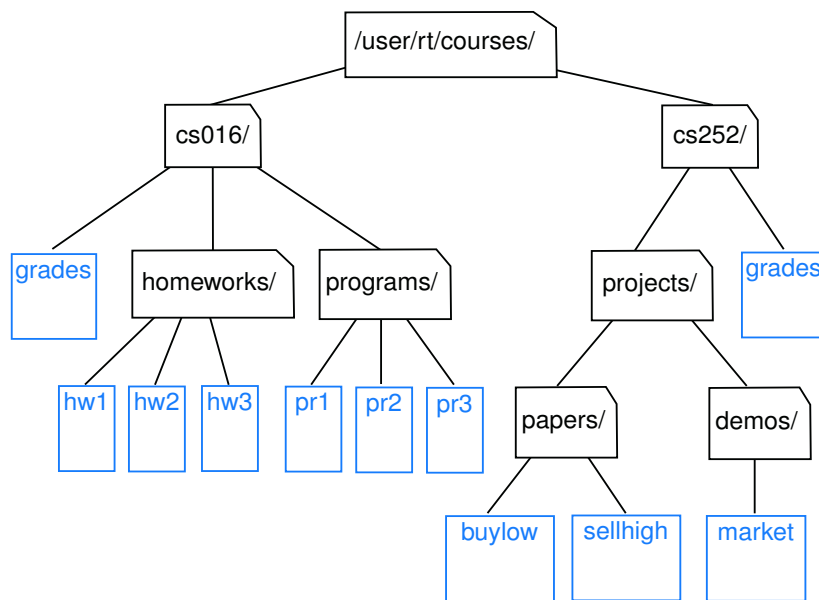 /user/rt/courses/
cs016/
cs252/
grades
homeworks/
programs/
projects/
grades
hw1
hw2
hw3
pr1
pr2
pr3
papers/
demos/
buylow
sellhigh
market